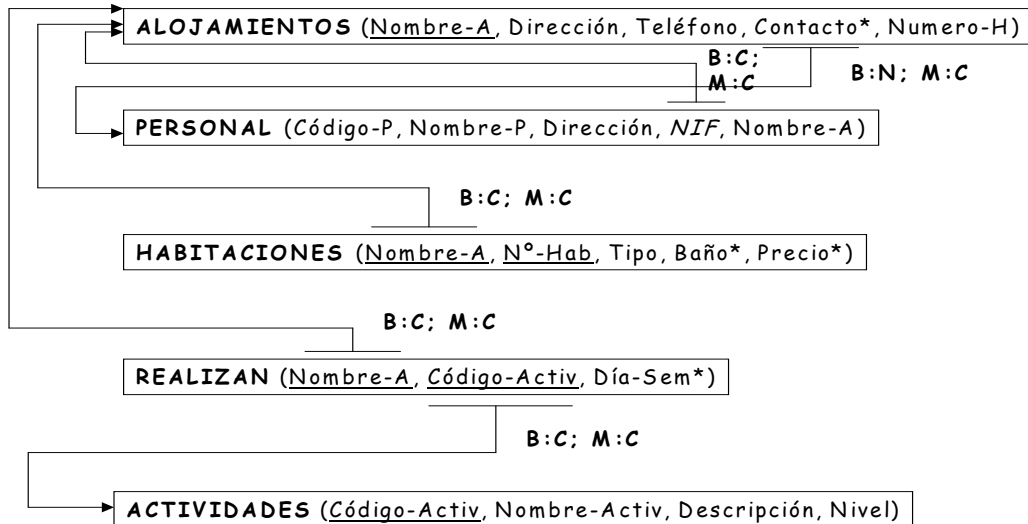 ALOJAMIENTOS (Nombre-A, Dirección, Teléfono, Contacto*, Numero-H)
B:C;
M:C
B:N; M:C
PERSONAL (Código-P, Nombre-P, Dirección, NIF, Nombre-A)
B:C; M:C
HABITACIONES (Nombre-A, Nº-Hab, Tipo, Baño*, Precio*)
B:C; M:C
REALIZAN (Nombre-A, Código-Activ, Día-Sem*)
B:C; M:C
ACTIVIDADES (Código-Activ, Nombre-Activ, Descripción, Nivel)